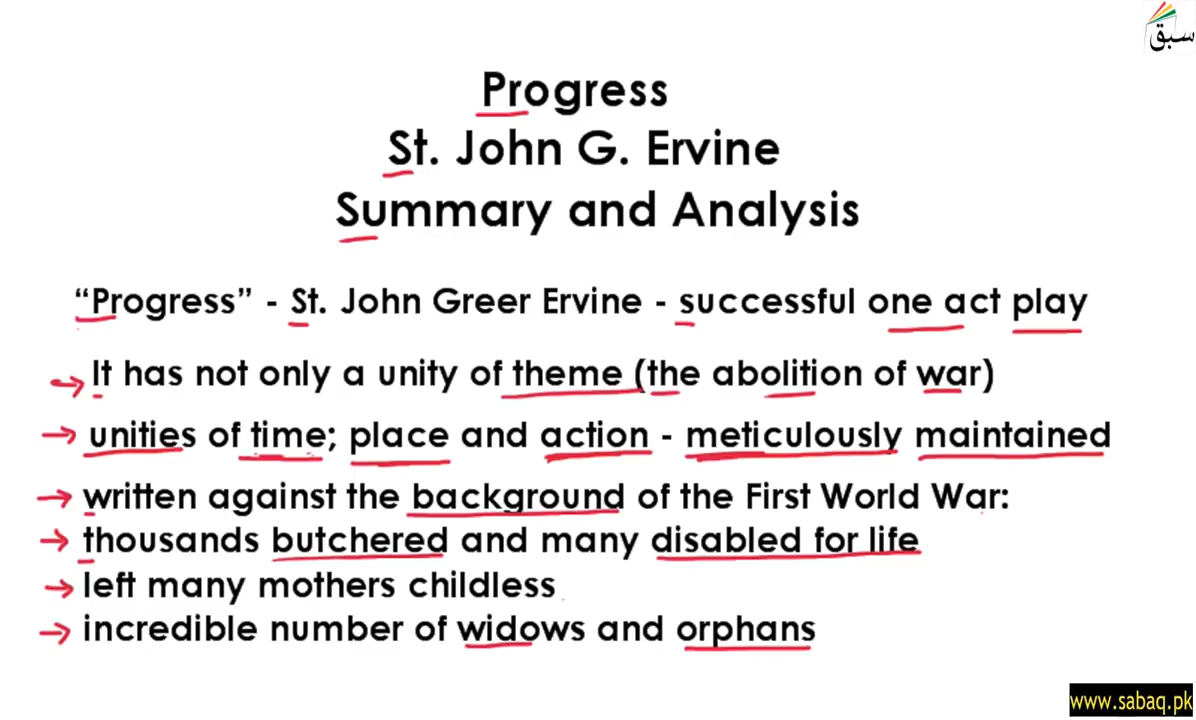 سبق
Progress
St. John G. Ervine
Summary and Analysis
“Progress” - St. John Greer Ervine - successful one act play
It has not only a unity of theme (the abolition of war)
unities of time; place and action - meticulously maintained
written against the background of the First World War:
thousands butchered and many disabled for life
left many mothers childless
incredible number of widows and orphans
www.sabaq.pk